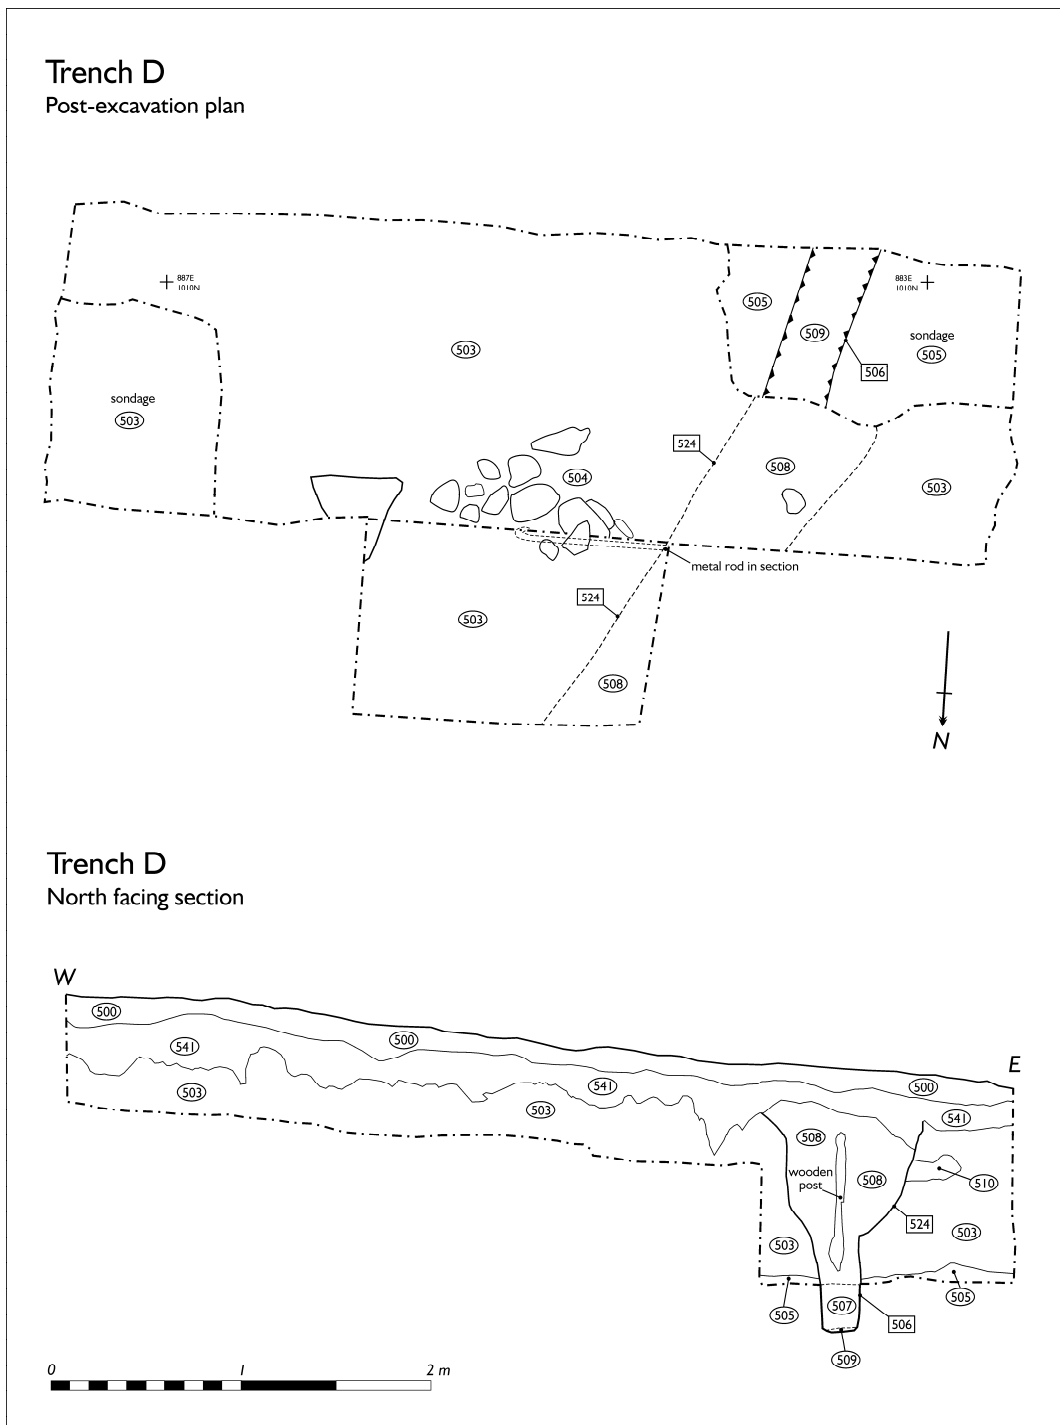 Trench D
Post-excavation plan
887E
1010N
883E
1010N
505
509
sondage
505
503
506
sondage
503
524
504
508
503
metal rod in section
524
503
508
N
Trench D
North facing section
W
500
500
541
E
541
500
503
503
541
508
wooden
post
508
510
524
503
503
505
507
505
506
509
0 1 2 m